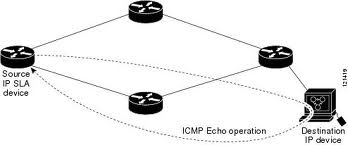 Source
IP SLA
device
ICMP Echo operation
Destination
IP device
121419